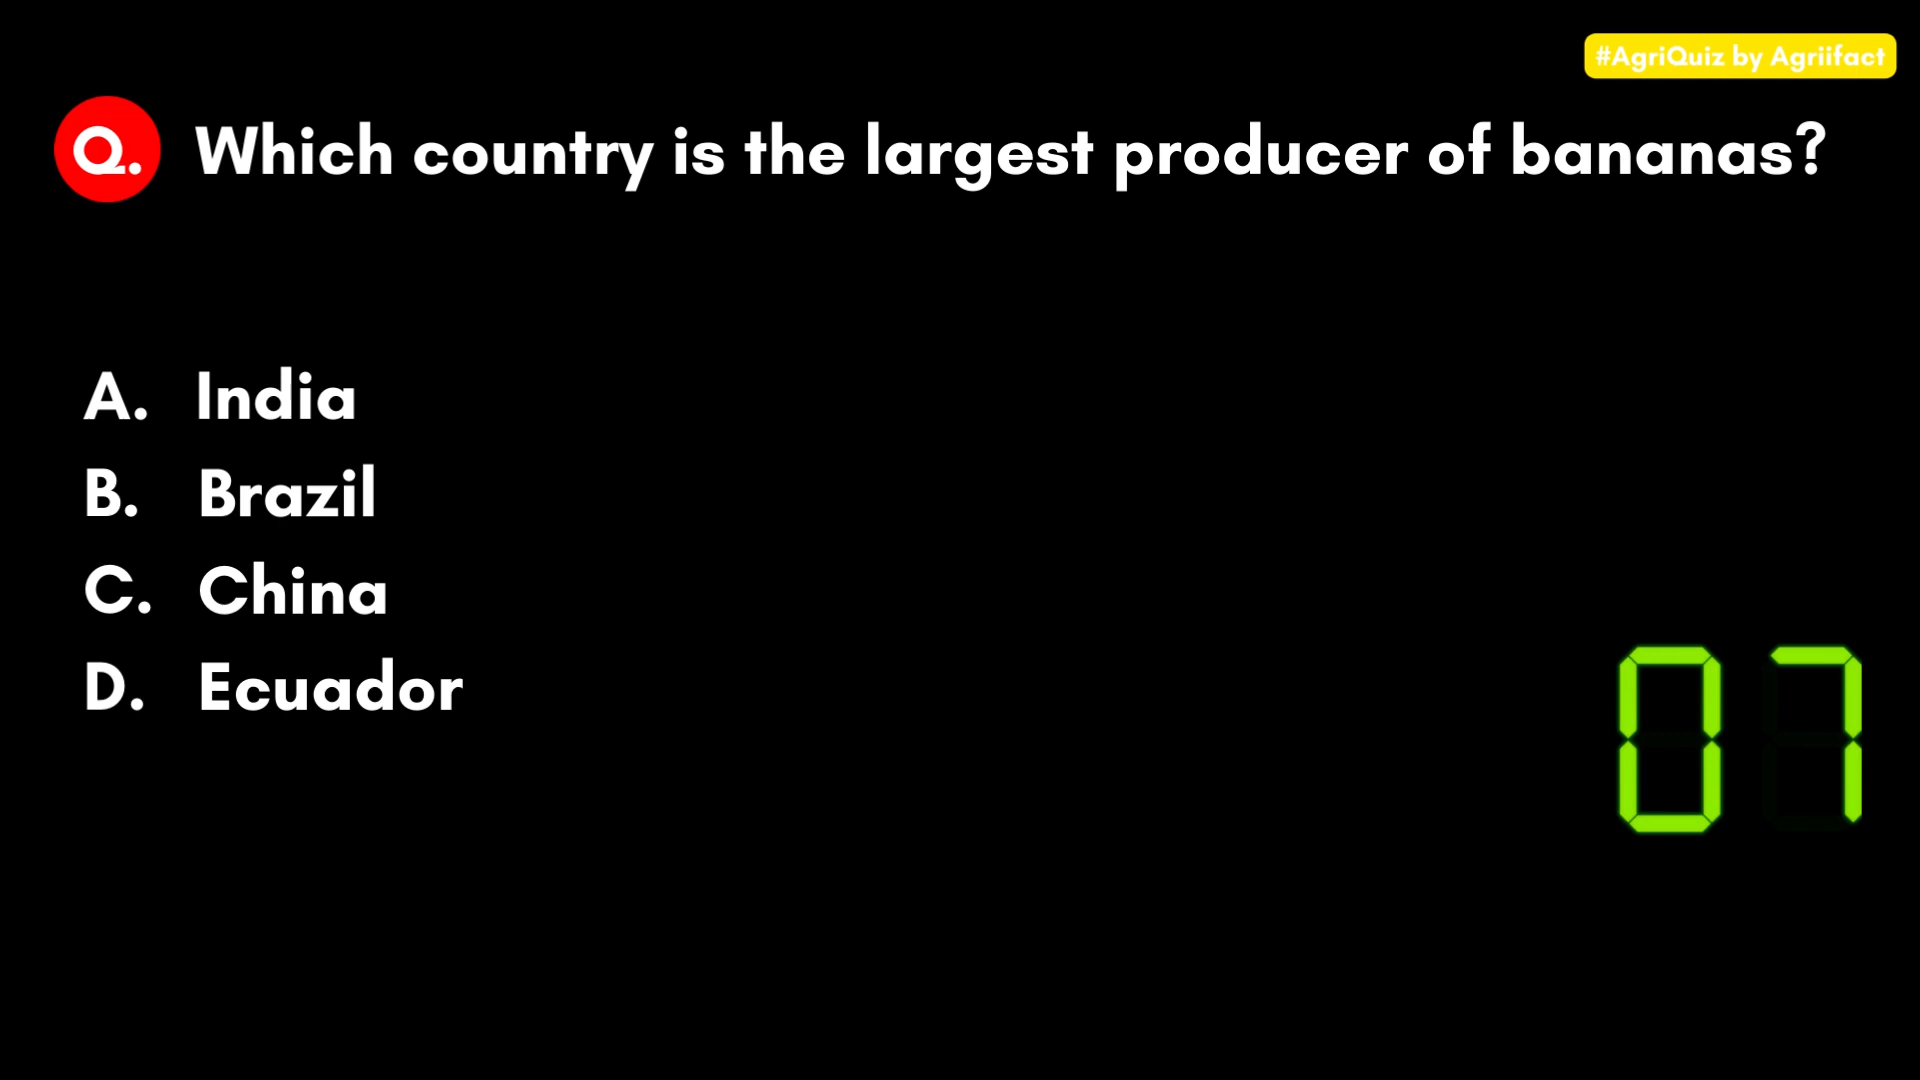 #AgriQuiz by Agriifact
Q. Which country is the largest producer of bananas?
A. India
B. Brazil
C. China
D. Ecuador
07